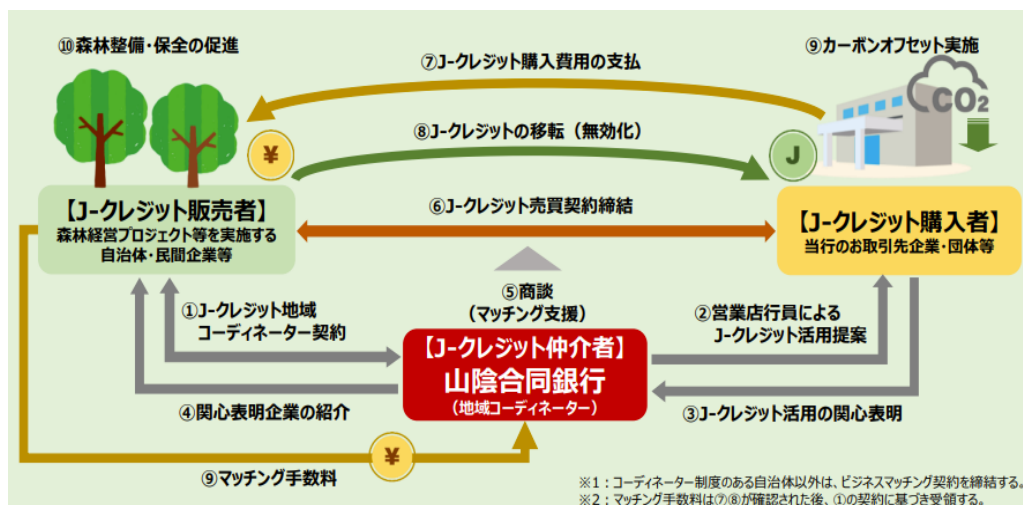 ⑩森林整備・保全の促進
⑦J-クレジット購入費用の支払
⑨カーボンオフセット実施
CO2
⑧J-クレジットの移転（無効化）
¥
J
【J-クレジット販売者】
森林経営プロジェクト等を実施する
自治体・民間企業等
⑥J-クレジット売買契約締結
【J-クレジット購入者】
当行のお取引先企業・団体等
①J-クレジット地域
コーディネーター契約
⑤商談
（マッチング支援）
②営業店行員による
J-クレジット活用提案
【J-クレジット仲介者】
山陰合同銀行
（地域コーディネーター）
④関心表明企業の紹介
③J-クレジット活用の関心表明
¥
⑨マッチング手数料
※1：コーディネーター制度のある自治体以外は、ビジネスマッチング契約を締結する。
※2：マッチング手数料は⑦⑧が確認された後、①の契約に基づき受領する。